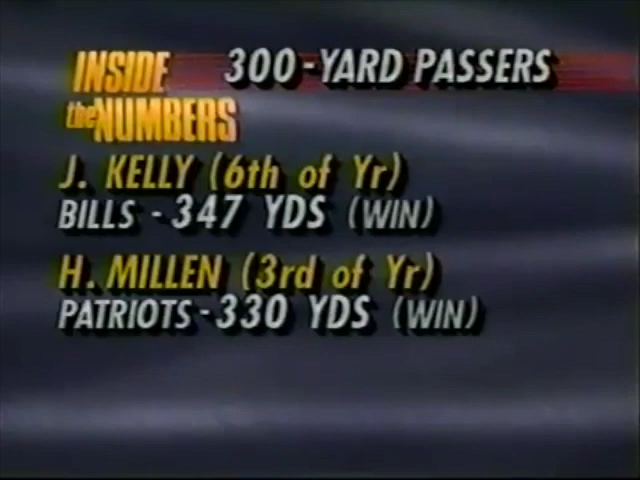 INSIDE the NUMBERS
300-YARD PASSERS
J. KELLY (6th of Yr)
BILLS - 347 YDS (WIN)
H. MILLEN (3rd of Yr)
PATRIOTS - 330 YDS (WIN)